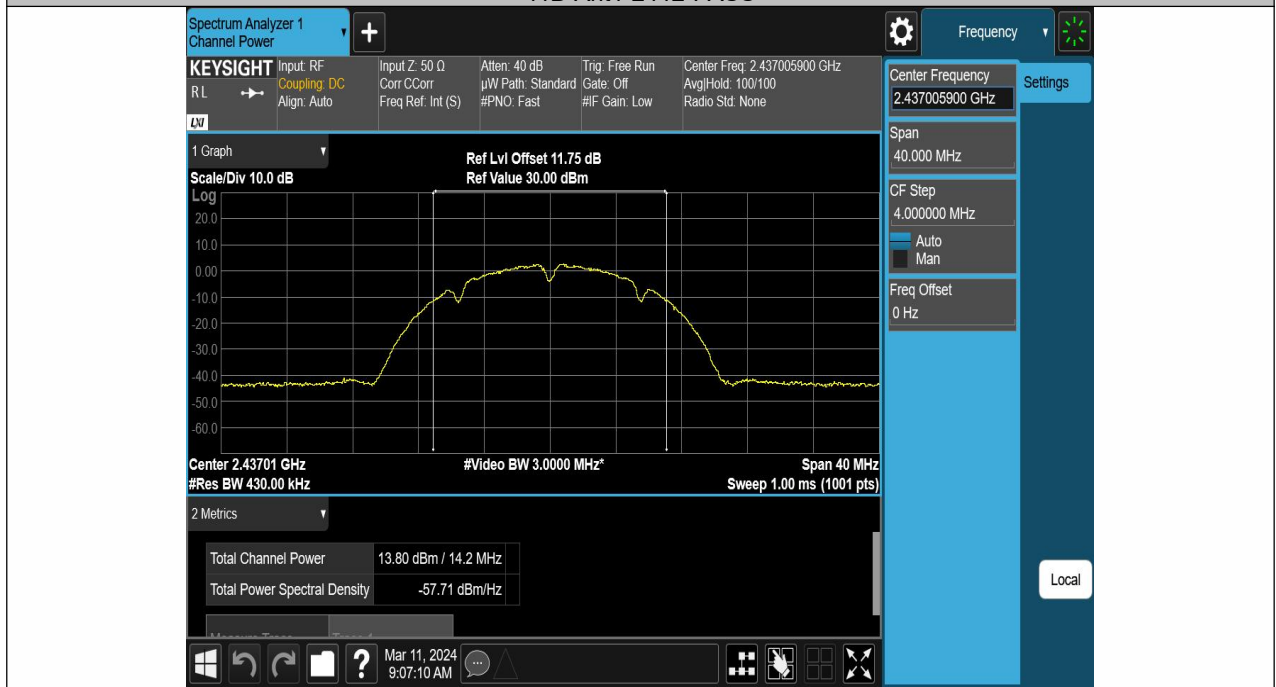 Spectrum Analyzer 1
Channel Power
Frequency
KEYSIGHT
RL
LXI
Input: RF
Coupling: DC
Align: Auto
Input Z: 50 Ω
Corr CCorr
Freq Ref: Int (S)
Atten: 40 dB
µW Path: Standard
#PNO: Fast
Trig: Free Run
Gate: Off
#IF Gain: Low
Center Freq: 2.437005900 GHz
Avg|Hold: 100/100
Radio Std: None
Center Frequency
2.437005900 GHz
Settings
Span
40.000 MHz
CF Step
4.000000 MHz
Auto
Man
Freq Offset
0 Hz
Local
1 Graph
Scale/Div 10.0 dB
Ref Lvl Offset 11.75 dB
Ref Value 30.00 dBm
Log
20.0
10.0
0.00
-10.0
-20.0
-30.0
-40.0
-50.0
-60.0
Center 2.43701 GHz
#Video BW 3.0000 MHz*
Span 40 MHz
#Res BW 430.00 kHz
Sweep 1.00 ms (1001 pts)
2 Metrics
Total Channel Power 13.80 dBm / 14.2 MHz
Total Power Spectral Density -57.71 dBm/Hz
?
Mar 11, 2024
9:07:10 AM